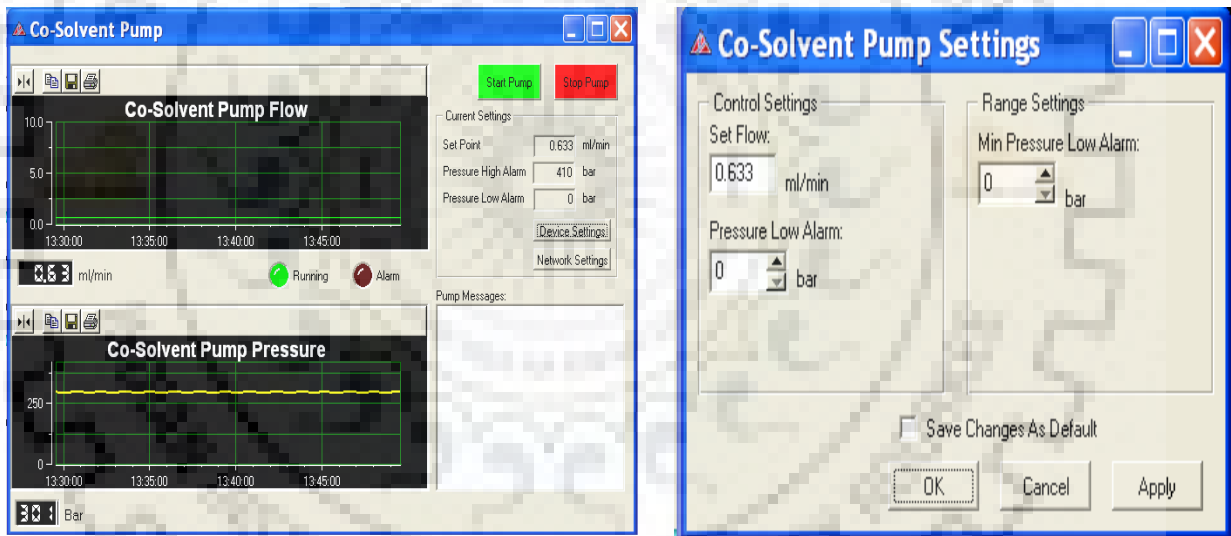 Co-Solvent Pump
Start Pump
Stop Pump
Co-Solvent Pump Flow
10.0
5.0
0.0
13:30:00 13:35:00 13:40:00 13:45:00
0.63 ml/min
Running
Alarm
Current Settings
Set Point 0.633 ml/min
Pressure High Alarm 410 bar
Pressure Low Alarm 0 bar
Device Settings
Network Settings
Pump Messages:
Co-Solvent Pump Pressure
250
0
13:30:00 13:35:00 13:40:00 13:45:00
301 Bar
Co-Solvent Pump Settings
Control Settings
Set Flow:
0.633 ml/min
Pressure Low Alarm:
0 bar
Range Settings
Min Pressure Low Alarm:
0 bar
Save Changes As Default
OK
Cancel
Apply